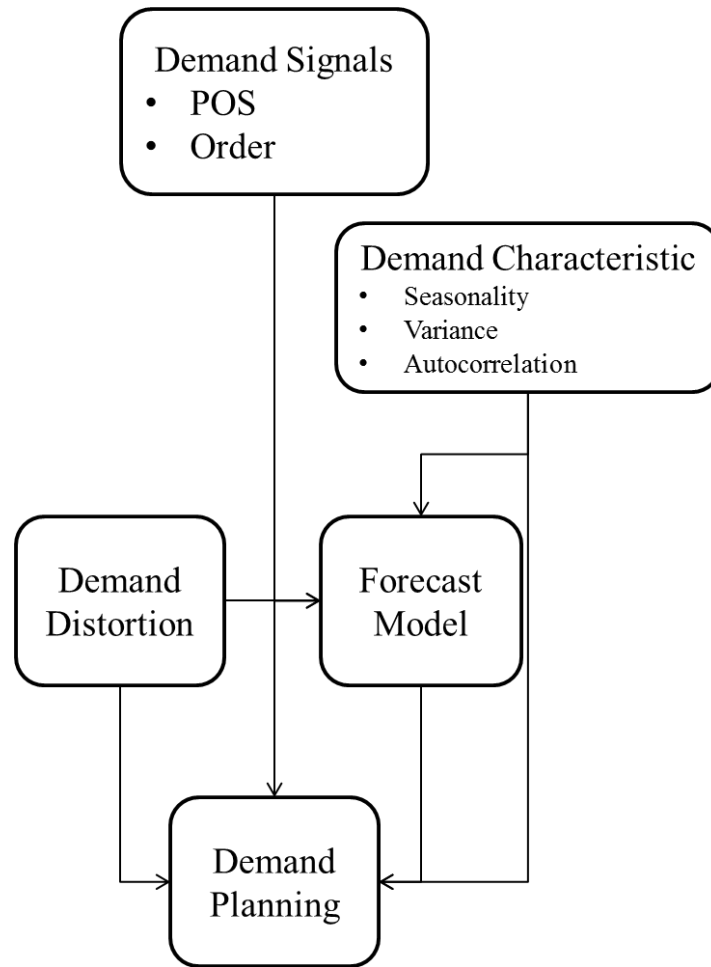 Demand Signals
• POS
• Order
Demand Characteristic
• Seasonality
• Variance
• Autocorrelation
Demand
Distortion
Forecast
Model
Demand
Planning